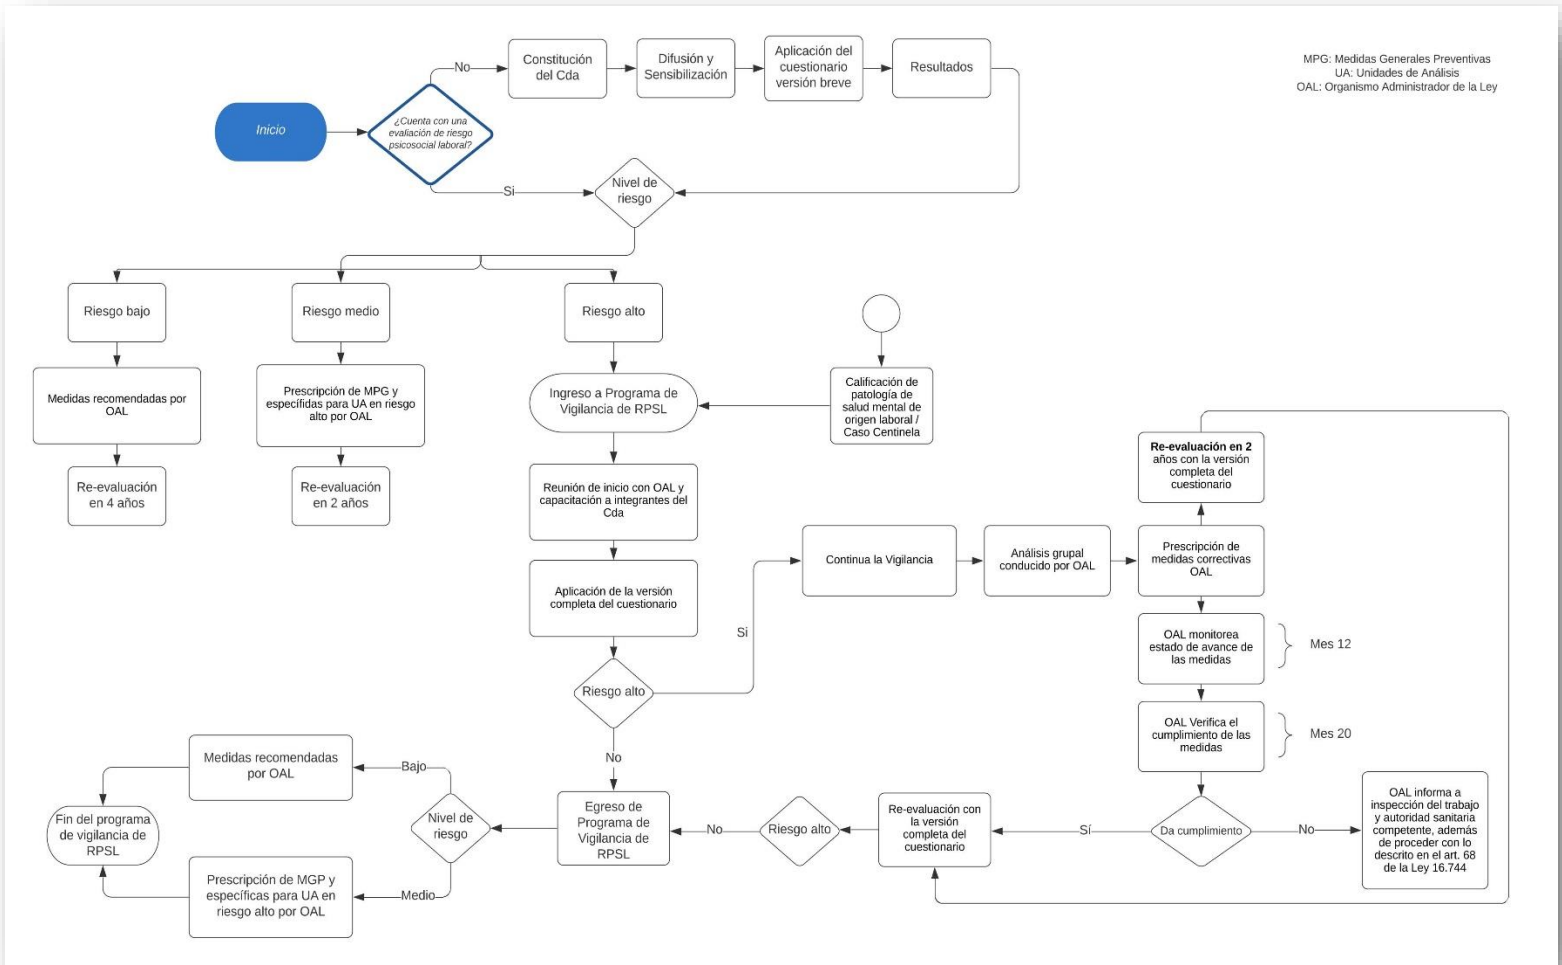 MPG: Medidas Generales Preventivas
UA: Unidades de Análisis
OAL: Organismo Administrador de la Ley
Inicio
¿Cuenta con una
evaliación de riesgo
psicosocial laboral?
No
Constitución
del Cda
Difusión y
Sensibilización
Aplicación del
cuestionario
versión breve
Resultados
Si
Nivel de
riesgo
Riesgo bajo
Medidas recomendadas por
OAL
Re-evaluación
en 4 años
Riesgo medio
Prescripción de MPG y
específidas para UA en riesgo
alto por OAL
Re-evaluación
en 2 años
Riesgo alto
Ingreso a Programa de
Vigilancia de RPSL
Calificación de
patología de
salud mental de
origen laboral /
Caso Centinela
Reunión de inicio con OAL y
capacitación a integrantes del
Cda
Aplicación de la versión
completa del cuestionario
Riesgo alto
Si
Continua la Vigilancia
Análisis grupal
conducido por OAL
Prescripción de
medidas correctivas
OAL
Re-evaluación en 2
años con la versión
completa del
cuestionario
OAL monitorea
estado de avance de
las medidas
Mes 12
OAL Verifica el
cumplimiento de las
medidas
Mes 20
Da cumplimiento
No
OAL informa a
inspección del trabajo
y autoridad sanitaria
competente, además
de proceder con lo
descrito en el art. 68
de la Ley 16.744
Sí
Re-evaluación con
la versión
completa del
cuestionario
Riesgo alto
No
No
Egreso de
Programa de
Vigilancia de
RPSL
Nivel de
riesgo
Bajo
Medidas recomendadas
por OAL
Medio
Prescripción de MGP y
específicas para UA en
riesgo alto por OAL
Fin del programa
de vigilancia de
RPSL